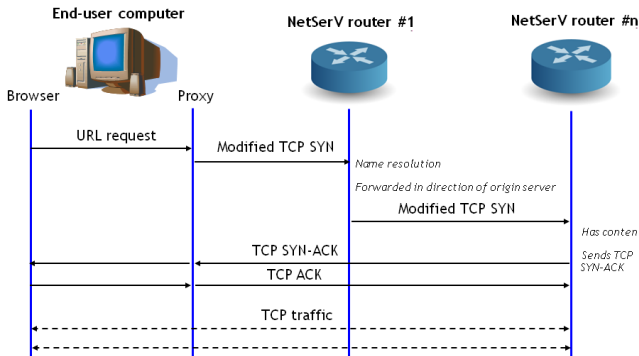 End-user computer
NetSerV router #1
NetSerV router #n
Browser
Proxy
URL request
Modified TCP SYN
Name resolution
Forwarded in direction of origin server
Modified TCP SYN
Has conten
TCP SYN-ACK
Sends TCP
SYN-ACK
TCP ACK
TCP traffic